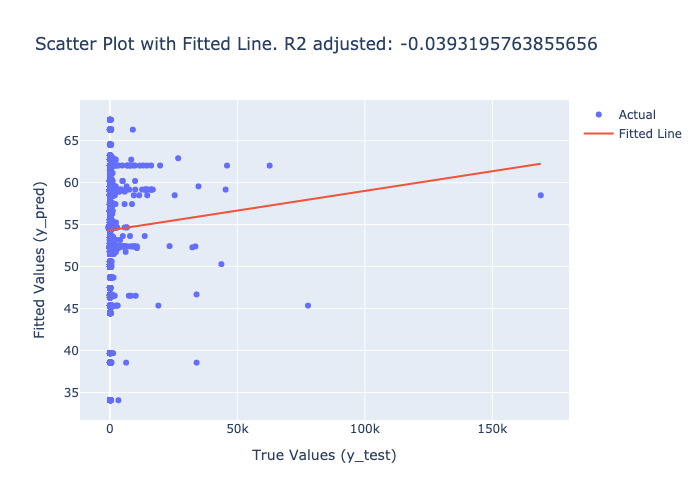 Scatter Plot with Fitted Line. R2 adjusted: -0.0393195763855656
Actual
Fitted Line
65
60
55
50
45
40
35
Fitted Values (y_pred)
0
50k
100k
150k
True Values (y_test)